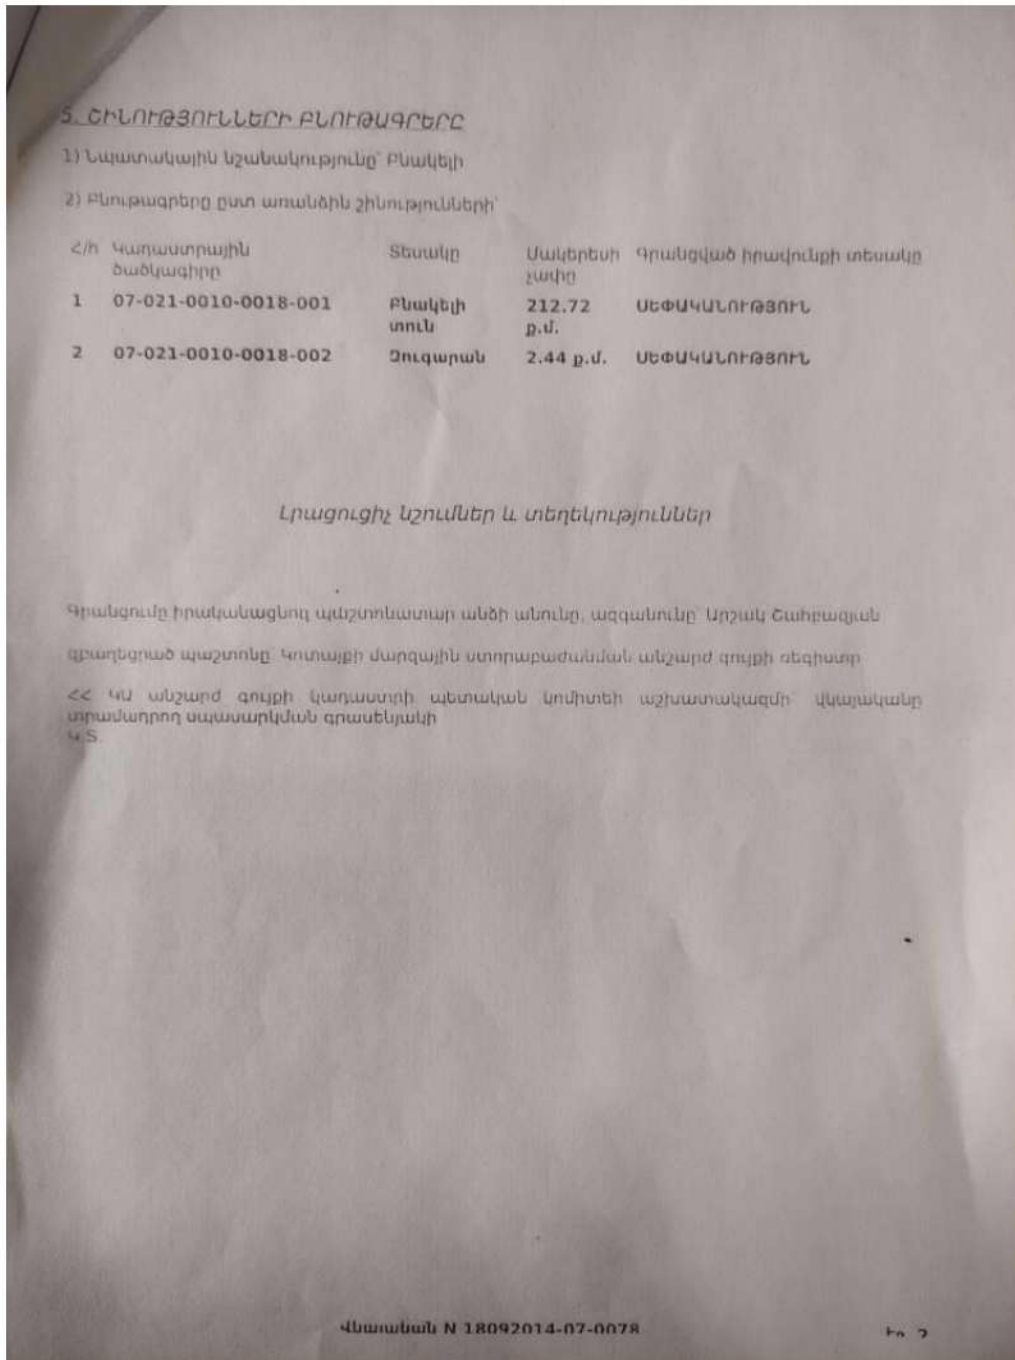 5. ՇԻՆՈՒԹՅՈՒՆՆԵՐԻ ԲՆՈՒԹԱԳՐԵՐԸ
1) Նպատակային նշանակությունը՝ Բնակելի
2) Բնութագրերը ըստ առանձին շինությունների՝
Հ/հ Կադաստրային Տեսակը Մակերեսի Գրանցված իրավունքի տեսակը
ծածկագիրը չափը
1 07-021-0010-0018-001 Բնակելի 212.72 ՍԵՓԱԿԱՆՈՒԹՅՈՒՆ
տուն ք.մ.
2 07-021-0010-0018-002 Զուգարան 2.44 ք.մ. ՍԵՓԱԿԱՆՈՒԹՅՈՒՆ
Լրացուցիչ նշումներ և տեղեկություններ
Գրանցումը իրականացնող պաշտոնատար անձի անունը, ազգանունը՝ Արշակ Շահբազյան
զբաղեցրած պաշտոնը՝ Կոտայքի մարզային ստորաբաժանման անշարժ գույքի ռեգիստր
ՀՀ ԿԱ անշարժ գույքի կադաստրի պետական կոմիտեի աշխատակազմի՝ վկայականը
տրամադրող սպասարկման գրասենյակի
Կ.Տ.
Վկայական N 18092014-07-0078
էջ 2